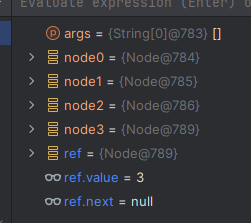 Evaluate expression (Enter) o
args = {String[0]@783} []
node0 = {Node@784}
node1 = {Node@785}
node2 = {Node@786}
node3 = {Node@789}
ref = {Node@789}
ref.value = 3
ref.next = null